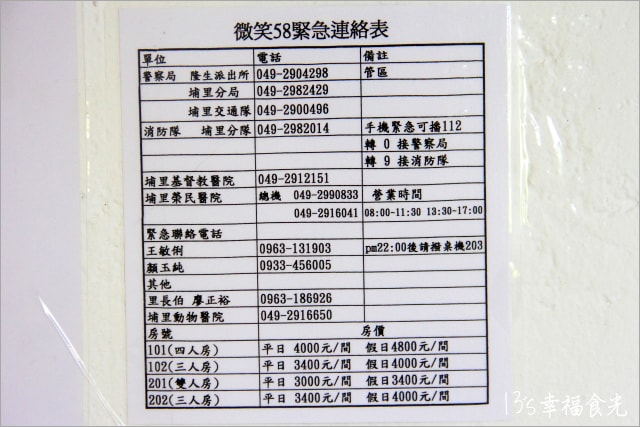 微笑58緊急連絡表
單位 電話 備註
警察局 隆生派出所 049-2904298 管區
埔里分局 049-2982429
埔里交通隊 049-2900496
消防隊 埔里分隊 049-2982014 手機緊急可播112
轉 0 接警察局
轉 9 接消防隊
埔里基督教醫院 049-2912151
埔里榮民醫院 總機 049-2990833 營業時間
049-2916041 08:00-11:30 13:30-17:00
緊急聯絡電話
王敏俐 0963-131903 pm22:00後請撥桌機203
顏玉純 0933-456005
其他
里長伯 廖正裕 0963-186926
埔里動物醫院 049-2916650
房號 房價
101(四人房) 平日 4000元/間 假日4800元/間
102(三人房) 平日 3400元/間 假日4000元/間
201(雙人房) 平日 3000元/間 假日3400元/間
202(三人房) 平日 3400元/間 假日4000元/間
幸福食光